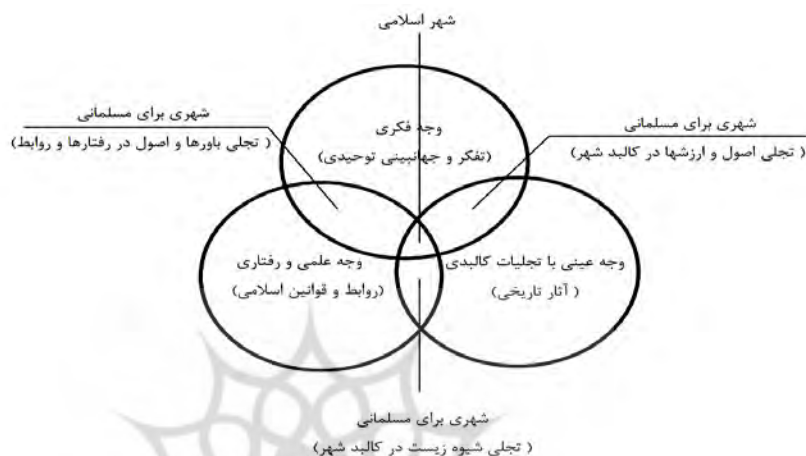 شهر اسلامی
شهری برای مسلمانی
( تجلی اصول و ارزشها در کالبد شهر)
شهری برای مسلمانی
( تجلی باورها و اصول در رفتارها و روابط)
وجه فکری
(تفکر و جهانبینی توحیدی)
وجه عینی با تجلیات کالبدی
( آثار تاریخی)
وجه علمی و رفتاری
(روابط و قوانین اسلامی)
شهری برای مسلمانی
( تجلی شیوه زیست در کالبد شهر)